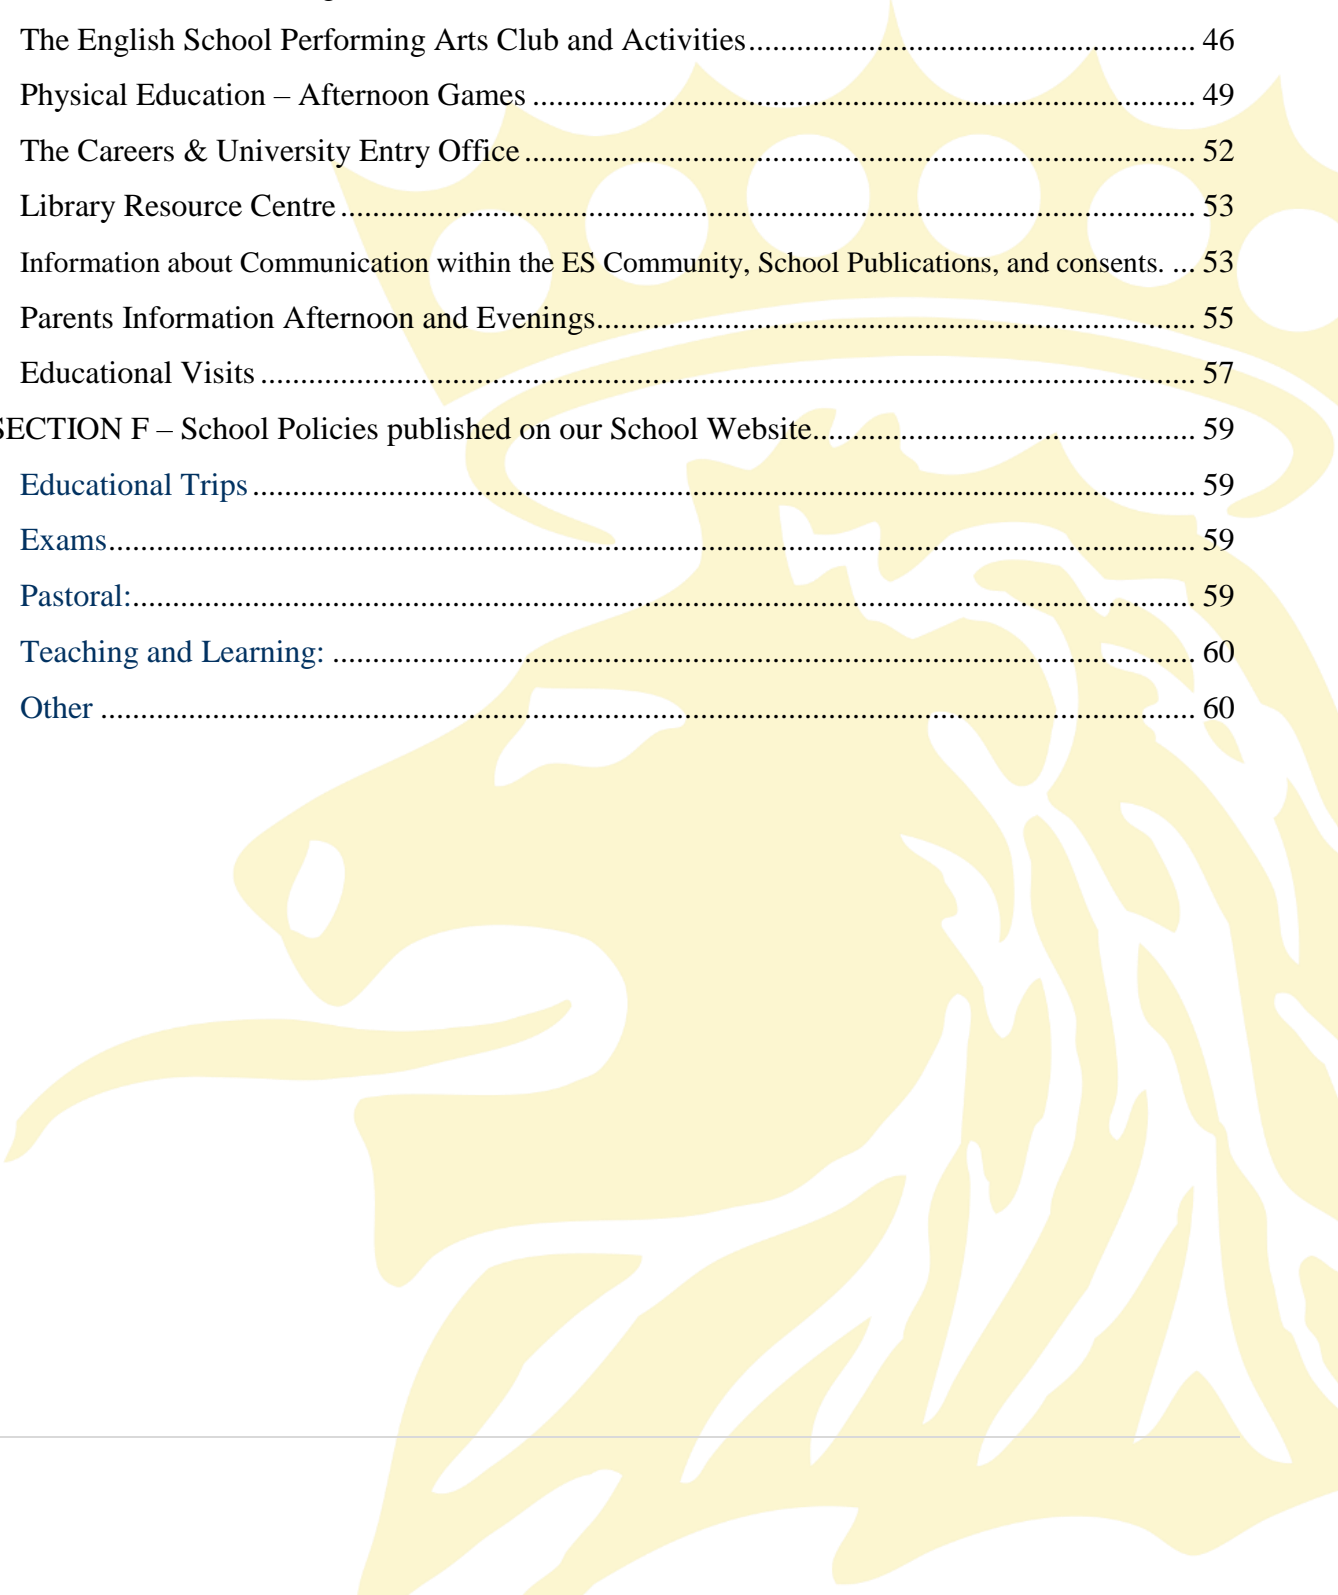 The English School Performing Arts Club and Activities........................................................ 46
Physical Education – Afternoon Games ................................................................................... 49
The Careers & University Entry Office .................................................................................... 52
Library Resource Centre ........................................................................................................... 53
Information about Communication within the ES Community, School Publications, and consents. ... 53
Parents Information Afternoon and Evenings........................................................................... 55
Educational Visits ..................................................................................................................... 57
SECTION F – School Policies published on our School Website................................................ 59
Educational Trips ...................................................................................................................... 59
Exams........................................................................................................................................ 59
Pastoral:..................................................................................................................................... 59
Teaching and Learning: ............................................................................................................ 60
Other ......................................................................................................................................... 60